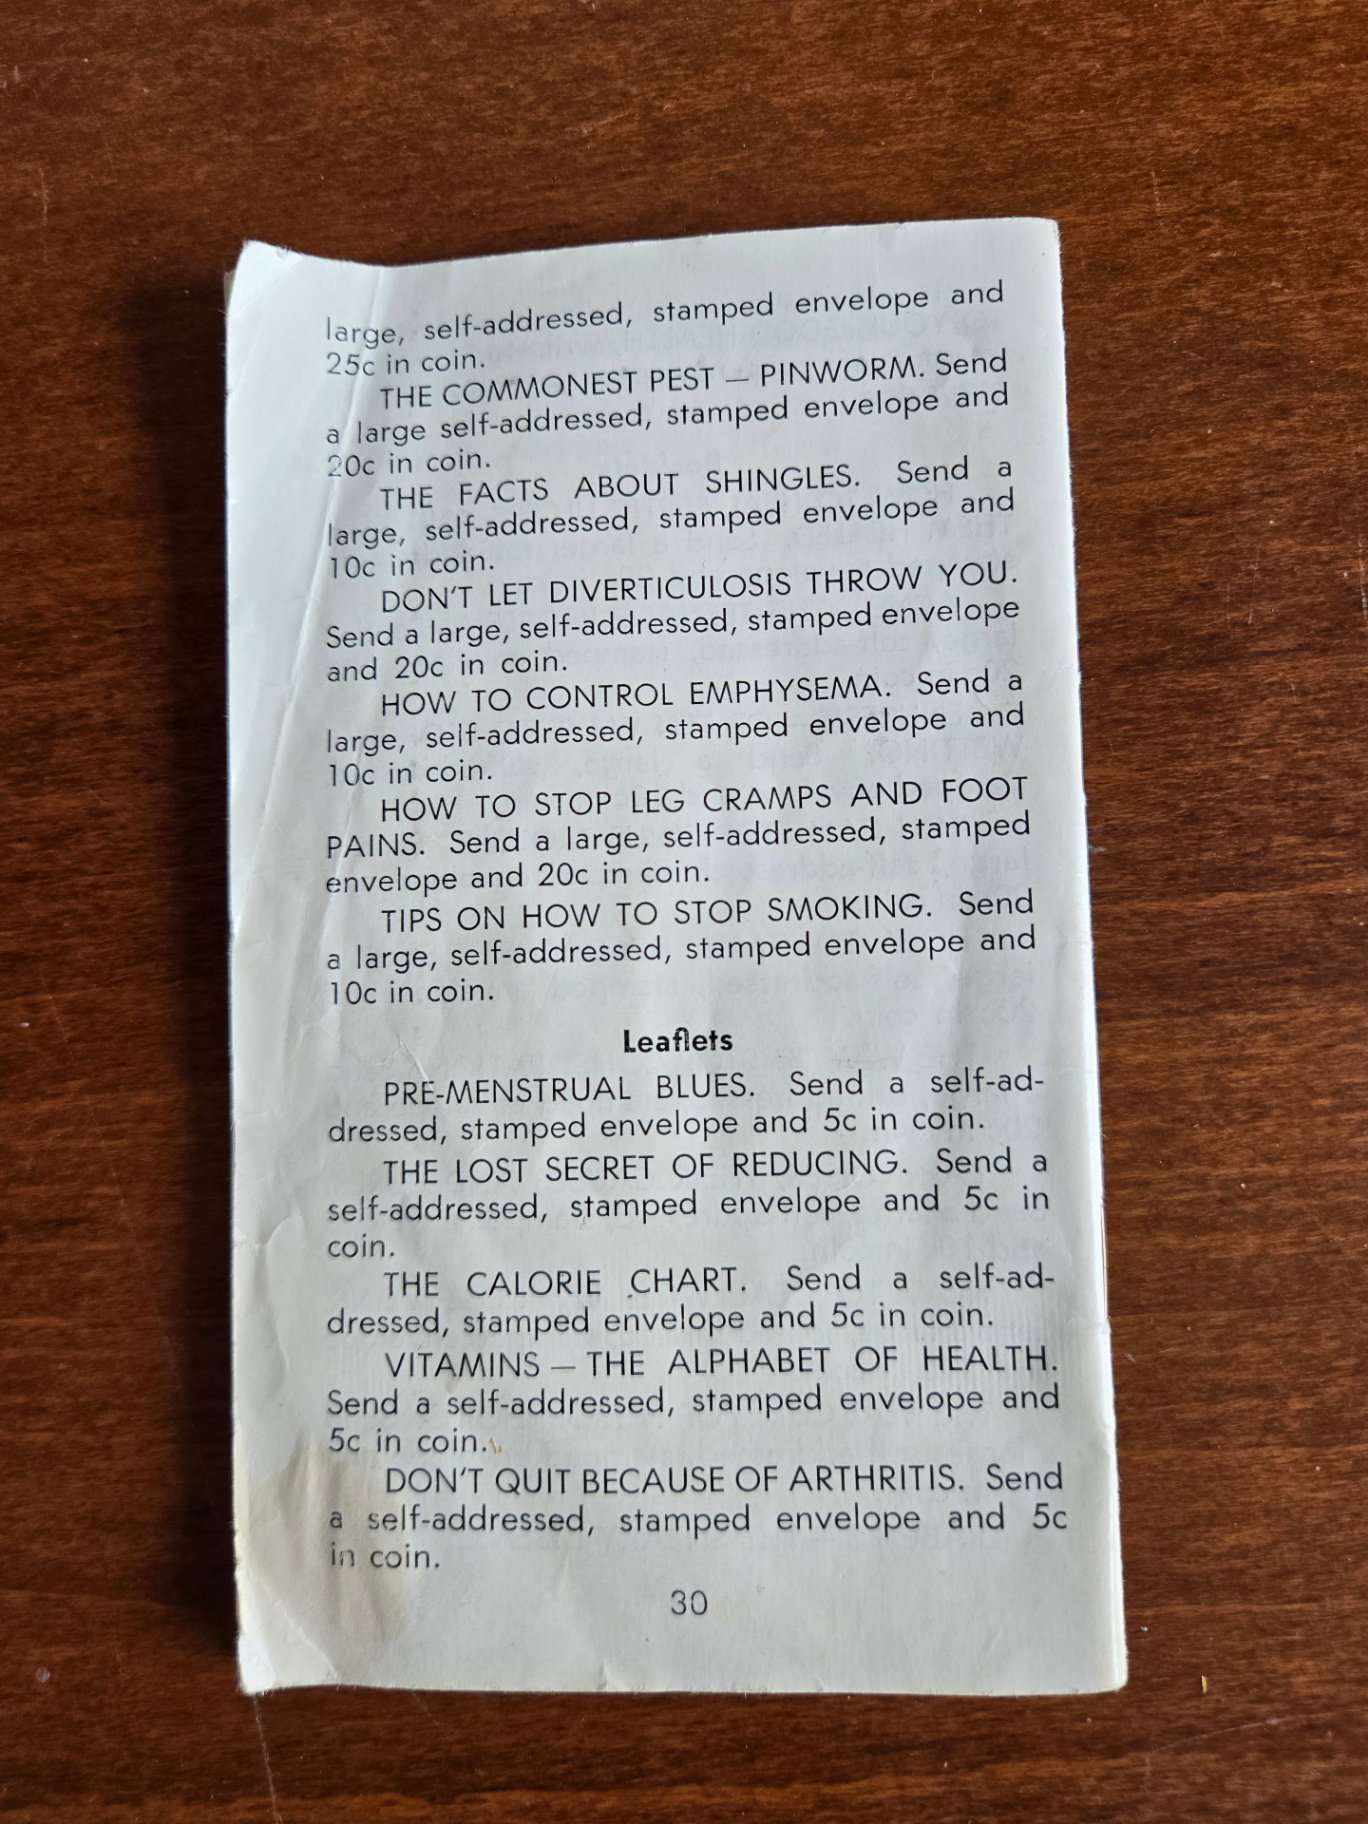 large, self-addressed, stamped envelope and
25c in coin.
THE COMMONEST PEST — PINWORM. Send
a large self-addressed, stamped envelope and
20c in coin.
THE FACTS ABOUT SHINGLES. Send a
large, self-addressed, stamped envelope and
10c in coin.
DON'T LET DIVERTICULOSIS THROW YOU.
Send a large, self-addressed, stamped envelope
and 20c in coin.
HOW TO CONTROL EMPHYSEMA. Send a
large, self-addressed, stamped envelope and
10c in coin.
HOW TO STOP LEG CRAMPS AND FOOT
PAINS. Send a large, self-addressed, stamped
envelope and 20c in coin.
TIPS ON HOW TO STOP SMOKING. Send
a large, self-addressed, stamped envelope and
10c in coin.
Leaflets
PRE-MENSTRUAL BLUES. Send a self-ad-
dressed, stamped envelope and 5c in coin.
THE LOST SECRET OF REDUCING. Send a
self-addressed, stamped envelope and 5c in
coin.
THE CALORIE CHART. Send a self-ad-
dressed, stamped envelope and 5c in coin.
VITAMINS — THE ALPHABET OF HEALTH.
Send a self-addressed, stamped envelope and
5c in coin.
DON'T QUIT BECAUSE OF ARTHRITIS. Send
a self-addressed, stamped envelope and 5c
in coin.
30